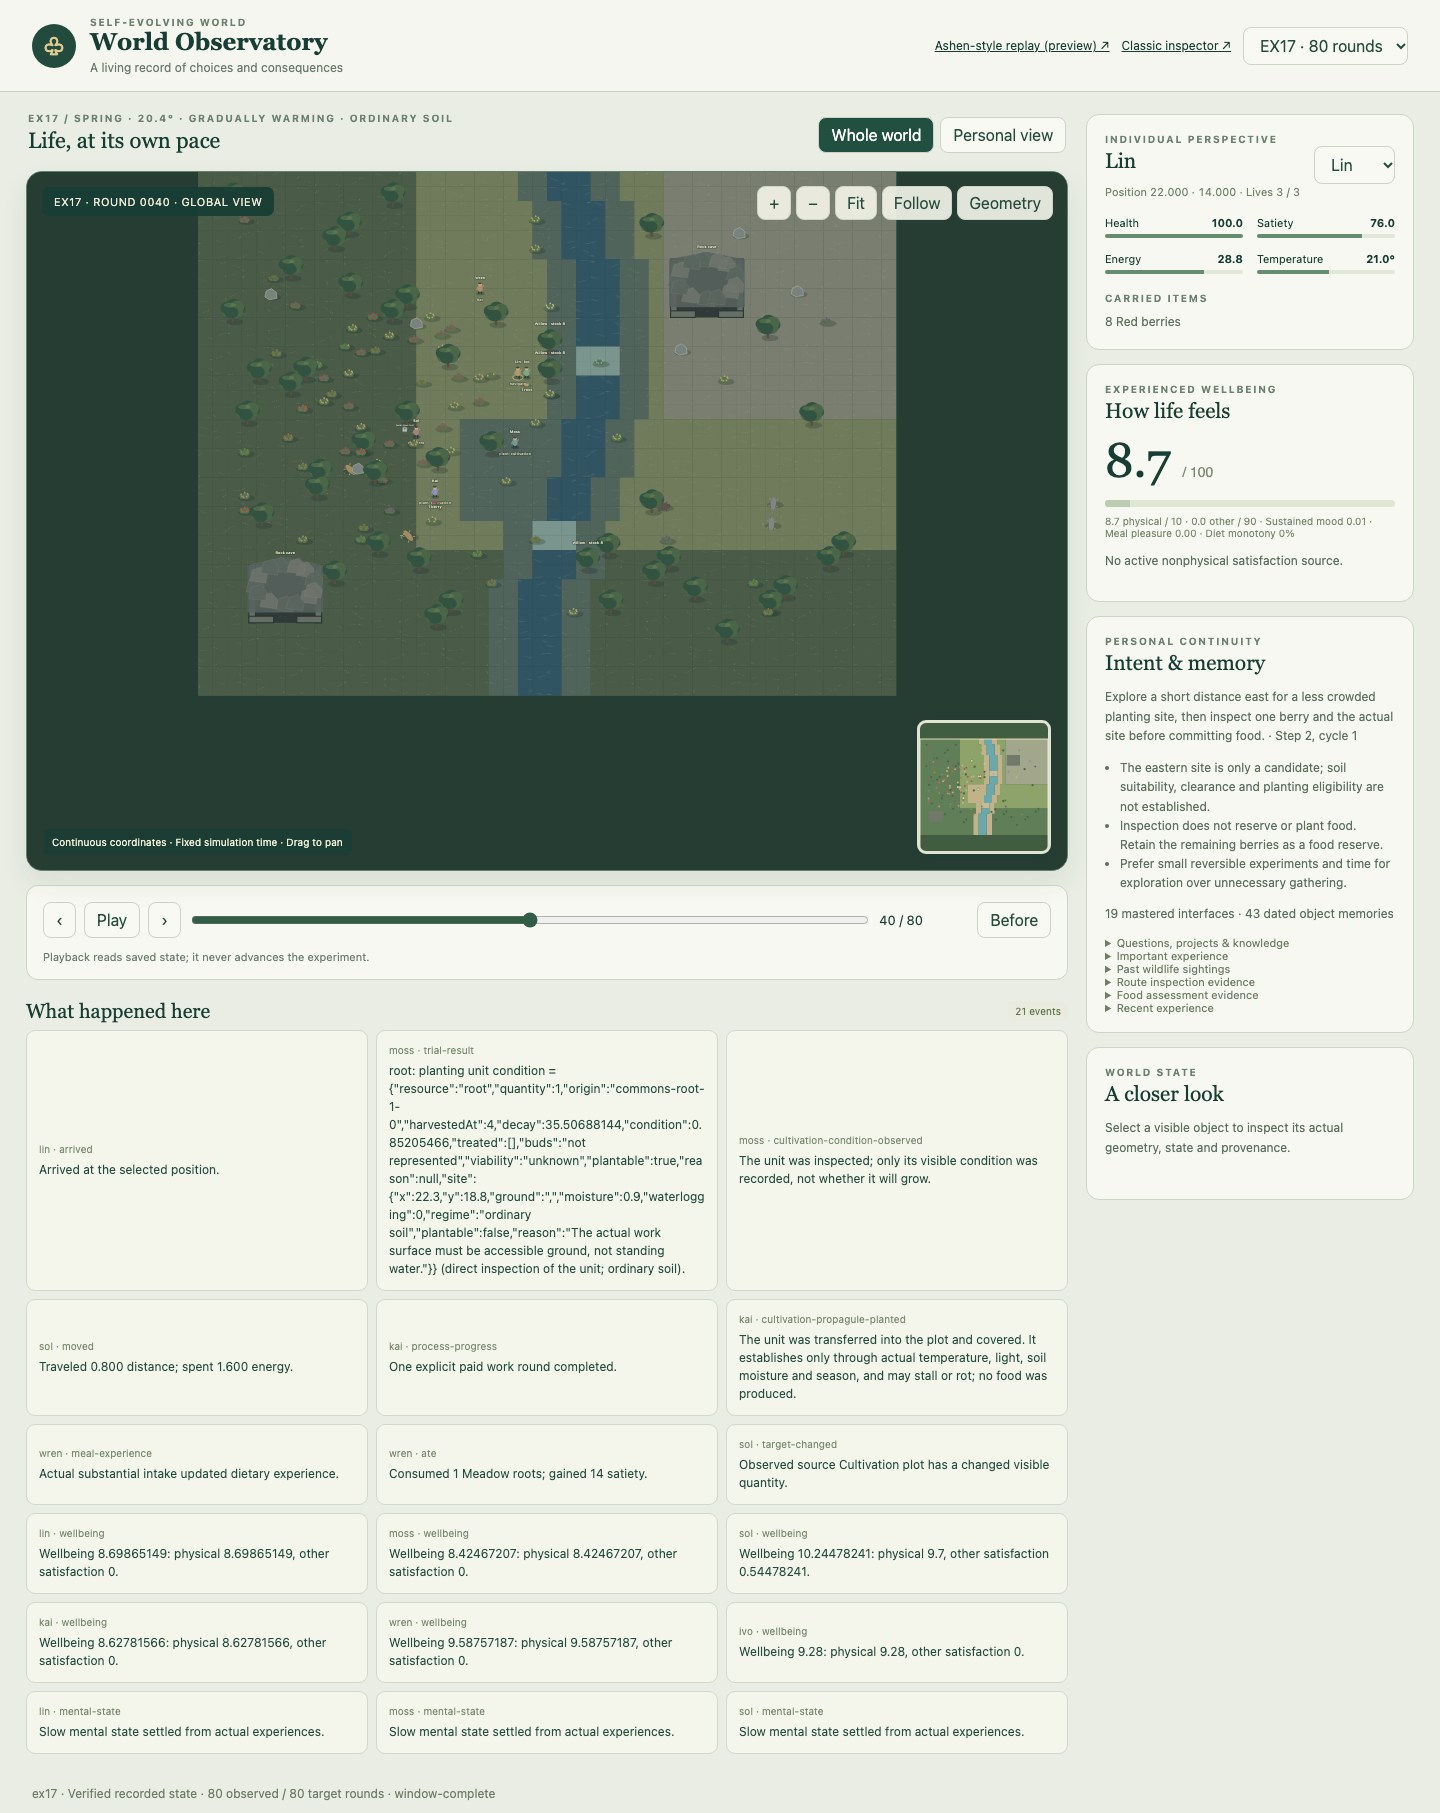 SELF-EVOLVING WORLD
World Observatory
A living record of choices and consequences
Ashen-style replay (preview) ↗
Classic inspector ↗
EX17 · 80 rounds
EX17 / SPRING · 20.4° · GRADUALLY WARMING · ORDINARY SOIL
Life, at its own pace
Whole world
Personal view
EX17 · ROUND 0040 · GLOBAL VIEW
+
−
Fit
Follow
Geometry
Rock cave
Rock cave
Continuous coordinates · Fixed simulation time · Drag to pan
‹
Play
›
40 / 80
Before
Playback reads saved state; it never advances the experiment.
What happened here
21 events
lin · arrived
Arrived at the selected position.
moss · trial-result
root: planting unit condition =
{"resource":"root","quantity":1,"origin":"commons-root-
1-
0","harvestedAt":4,"decay":35.50688144,"condition":0.
85205466,"treated":[],"buds":"not
represented","viability":"unknown","plantable":true,"rea
son":null,"site":
{"x":22.3,"y":18.8,"ground":",","moisture":0.9,"waterlogg
ing":0,"regime":"ordinary
soil","plantable":false,"reason":"The actual work
surface must be accessible ground, not standing
water."}} (direct inspection of the unit; ordinary soil).
moss · cultivation-condition-observed
The unit was inspected; only its visible condition was
recorded, not whether it will grow.
sol · moved
Traveled 0.800 distance; spent 1.600 energy.
kai · process-progress
One explicit paid work round completed.
kai · cultivation-propagule-planted
The unit was transferred into the plot and covered. It
establishes only through actual temperature, light, soil
moisture and season, and may stall or rot; no food was
produced.
wren · meal-experience
Actual substantial intake updated dietary experience.
wren · ate
Consumed 1 Meadow roots; gained 14 satiety.
sol · target-changed
Observed source Cultivation plot has a changed visible
quantity.
lin · wellbeing
Wellbeing 8.69865149: physical 8.69865149, other
satisfaction 0.
moss · wellbeing
Wellbeing 8.42467207: physical 8.42467207, other
satisfaction 0.
sol · wellbeing
Wellbeing 10.24478241: physical 9.7, other satisfaction
0.54478241.
kai · wellbeing
Wellbeing 8.62781566: physical 8.62781566, other
satisfaction 0.
wren · wellbeing
Wellbeing 9.58757187: physical 9.58757187, other
satisfaction 0.
ivo · wellbeing
Wellbeing 9.28: physical 9.28, other satisfaction 0.
lin · mental-state
Slow mental state settled from actual experiences.
moss · mental-state
Slow mental state settled from actual experiences.
sol · mental-state
Slow mental state settled from actual experiences.
INDIVIDUAL PERSPECTIVE
Lin
Lin
Position 22.000 · 14.000 · Lives 3 / 3
Health 100.0
Satiety 76.0
Energy 28.8
Temperature 21.0°
CARRIED ITEMS
8 Red berries
EXPERIENCED WELLBEING
How life feels
8.7 / 100
8.7 physical / 10 · 0.0 other / 90 · Sustained mood 0.01 ·
Meal pleasure 0.00 · Diet monotony 0%
No active nonphysical satisfaction source.
PERSONAL CONTINUITY
Intent & memory
Explore a short distance east for a less crowded
planting site, then inspect one berry and the actual
site before committing food. · Step 2, cycle 1
• The eastern site is only a candidate; soil
suitability, clearance and planting eligibility are
not established.
• Inspection does not reserve or plant food.
Retain the remaining berries as a food reserve.
• Prefer small reversible experiments and time for
exploration over unnecessary gathering.
19 mastered interfaces · 43 dated object memories
▶ Questions, projects & knowledge
▶ Important experience
▶ Past wildlife sightings
▶ Route inspection evidence
▶ Food assessment evidence
▶ Recent experience
WORLD STATE
A closer look
Select a visible object to inspect its actual
geometry, state and provenance.
ex17 · Verified recorded state · 80 observed / 80 target rounds · window-complete